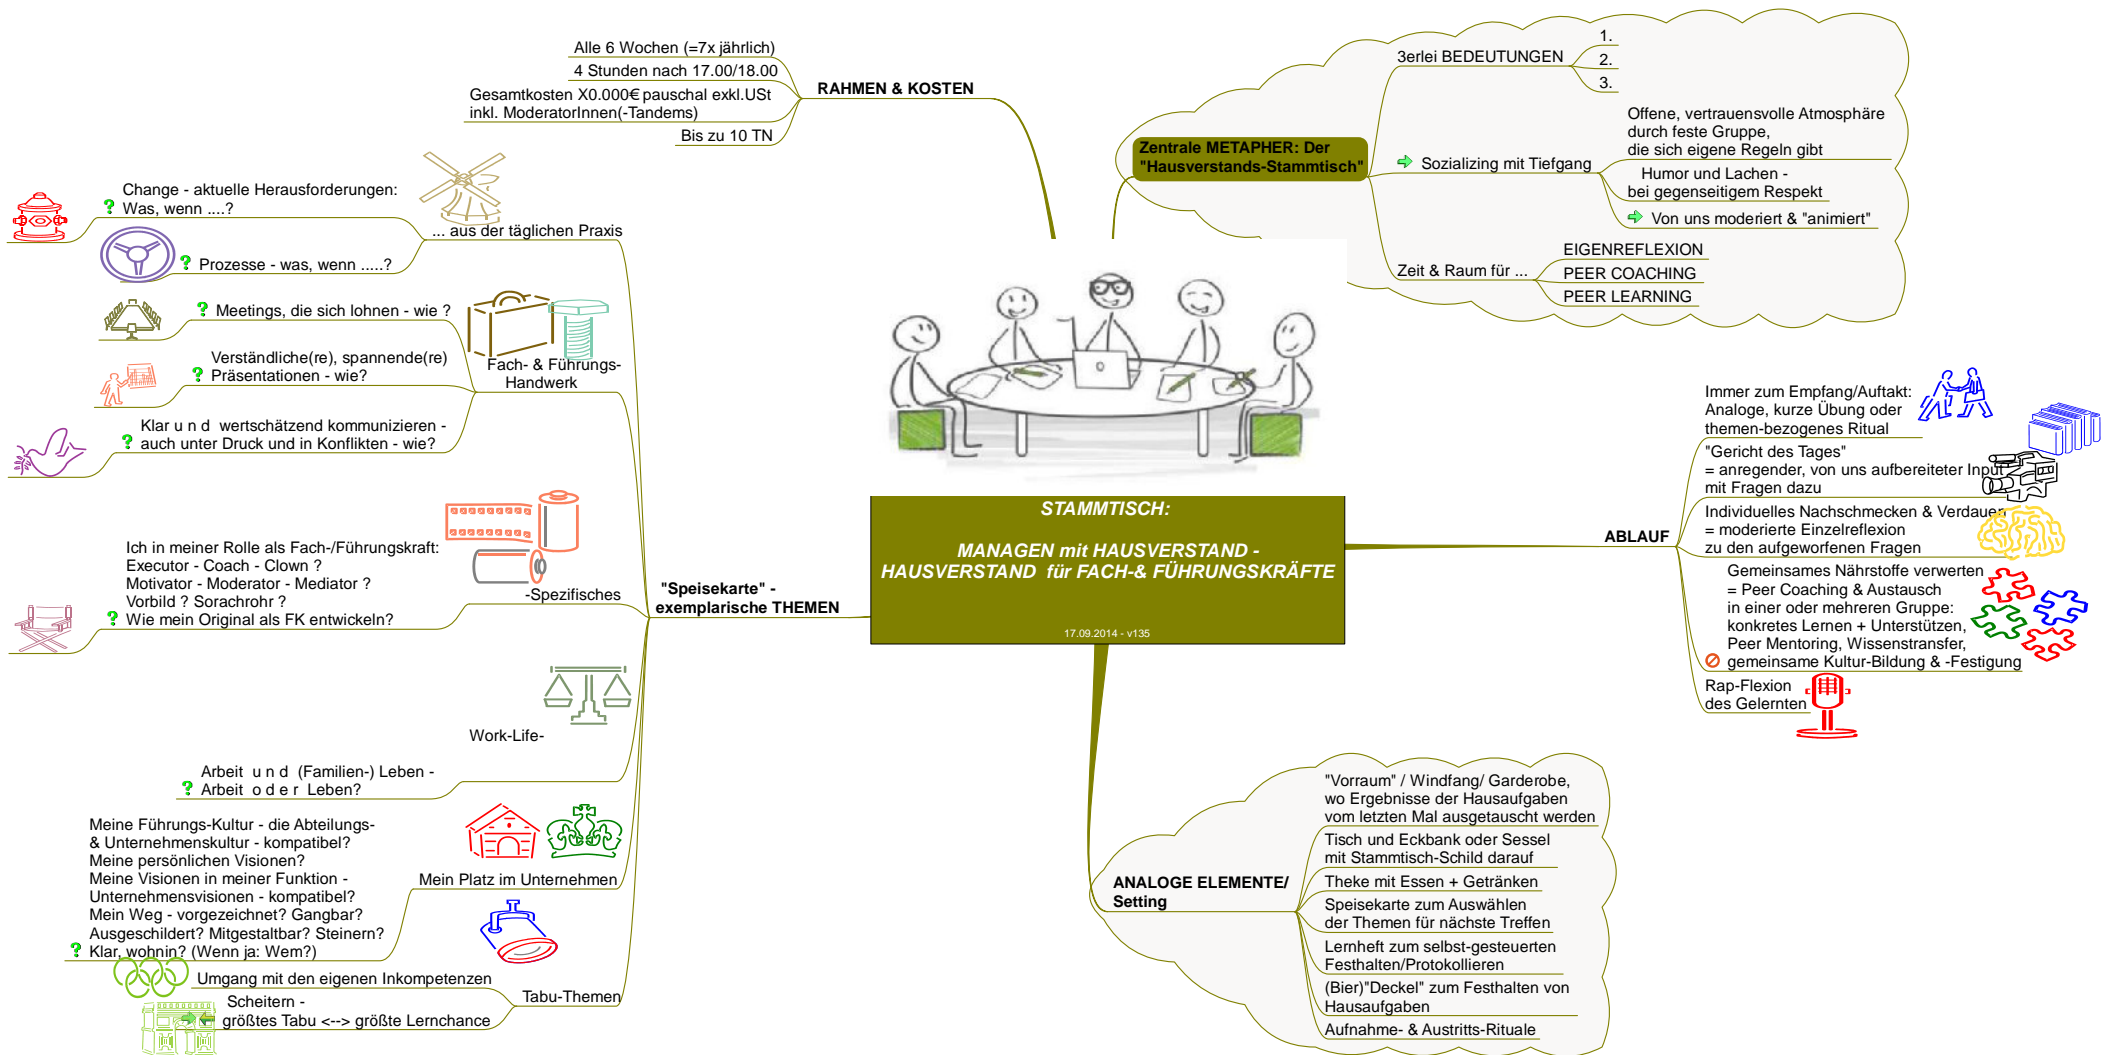 Alle 6 Wochen (=7x jährlich)
4 Stunden nach 17.00/18.00
Gesamtkosten X0.000€ pauschal exkl.USt
inkl. ModeratorInnen(-Tandems)
Bis zu 10 TN
RAHMEN & KOSTEN
Zentrale METAPHER: Der
"Hausverstands-Stammtisch"
3erlei BEDEUTUNGEN
1.
2.
3.
Sozializing mit Tiefgang
Offene, vertrauensvolle Atmosphäre
durch feste Gruppe,
die sich eigene Regeln gibt
Humor und Lachen -
bei gegenseitigem Respekt
Von uns moderiert & "animiert"
Zeit & Raum für ...
EIGENREFLEXION
PEER COACHING
PEER LEARNING
Change - aktuelle Herausforderungen:
? Was, wenn ....?
... aus der täglichen Praxis
? Prozesse - was, wenn .....?
? Meetings, die sich lohnen - wie ?
Verständliche(re), spannende(re)
? Präsentationen - wie?
Fach- & Führungs-
Handwerk
Klar u n d  wertschätzend kommunizieren -
? auch unter Druck und in Konflikten - wie?
Ich in meiner Rolle als Fach-/Führungskraft:
Executor - Coach - Clown ?
Motivator - Moderator - Mediator ?
Vorbild ? Sorachrohr ?
? Wie mein Original als FK entwickeln?
-Spezifisches
"Speisekarte" -
exemplarische THEMEN
Work-Life-
Arbeit  u n d  (Familien-) Leben -
? Arbeit  o d e r  Leben?
Meine Führungs-Kultur - die Abteilungs-
& Unternehmenskultur - kompatibel?
Meine persönlichen Visionen?
Meine Visionen in meiner Funktion -
Unternehmensvisionen - kompatibel?
Mein Weg - vorgezeichnet? Gangbar?
Ausgeschildert? Mitgestaltbar? Steinern?
? Klar, wohnin? (Wenn ja: Wem?)
Mein Platz im Unternehmen
Umgang mit den eigenen Inkompetenzen
Scheitern -
größtes Tabu <--> größte Lernchance
Tabu-Themen
STAMMTISCH:
MANAGEN mit HAUSVERSTAND -
HAUSVERSTAND  für FACH-& FÜHRUNGSKRÄFTE
17.09.2014 - v135
ABLAUF
Immer zum Empfang/Auftakt:
Analoge, kurze Übung oder
themen-bezogenes Ritual
"Gericht des Tages"
= anregender, von uns aufbereiteter Input
mit Fragen dazu
Individuelles Nachschmecken & Verdauen
= moderierte Einzelreflexion
zu den aufgeworfenen Fragen
Gemeinsames Nährstoffe verwerten
= Peer Coaching & Austausch
in einer oder mehreren Gruppe:
konkretes Lernen + Unterstützen,
Peer Mentoring, Wissenstransfer,
gemeinsame Kultur-Bildung & -Festigung
Rap-Flexion
des Gelernten
ANALOGE ELEMENTE/
Setting
"Vorraum" / Windfang/ Garderobe,
wo Ergebnisse der Hausaufgaben
vom letzten Mal ausgetauscht werden
Tisch und Eckbank oder Sessel
mit Stammtisch-Schild darauf
Theke mit Essen + Getränken
Speisekarte zum Auswählen
der Themen für nächste Treffen
Lernheft zum selbst-gesteuerten
Festhalten/Protokollieren
(Bier)"Deckel" zum Festhalten von
Hausaufgaben
Aufnahme- & Austritts-Rituale